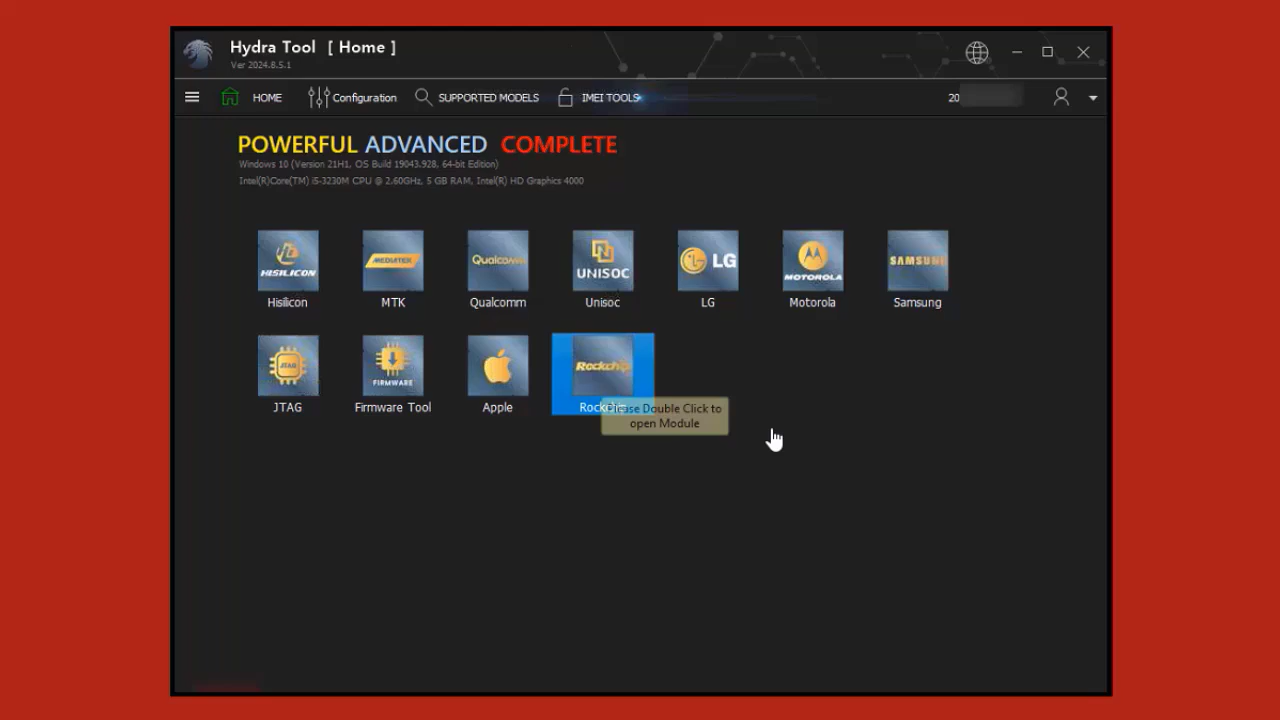 Hydra Tool [ Home ]
Ver 2024.8.5.1
HOME Configuration SUPPORTED MODELS IMEI TOOLS 20
POWERFUL ADVANCED COMPLETE
Windows 10 (Version 21H1, OS Build 19043.928, 64-bit Edition)
Intel(R)Core(TM) i5-3230M CPU @ 2.60GHz, 5 GB RAM, Intel(R) HD Graphics 4000
HISILICON MEDIATEK Qualcomm UNISOC LG MOTOROLA SAMSUNG
Hisilicon MTK Qualcomm Unisoc LG Motorola Samsung
JTAG FIRMWARE Rockchip
JTAG Firmware Tool Apple Rockchip
Please Double Click to
open Module